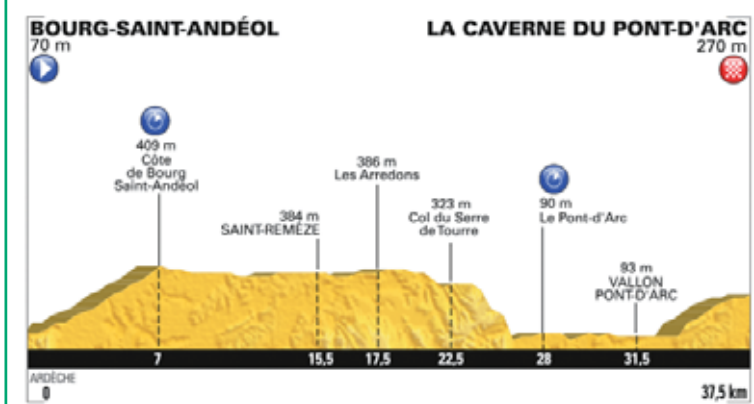 BOURG-SAINT-ANDÉOL
70 m
LA CAVERNE DU PONT-D'ARC
270 m
409 m
Côte
de Bourg
Saint-Andéol
384 m
SAINT-REMÈZE
386 m
Les Arredons
323 m
Col du Serre
de Tourre
90 m
Le Pont-d'Arc
93 m
VALLON
PONT-D'ARC
7 15,5 17,5 22,5 28 31,5
ARDÈCHE
0 37,5 km